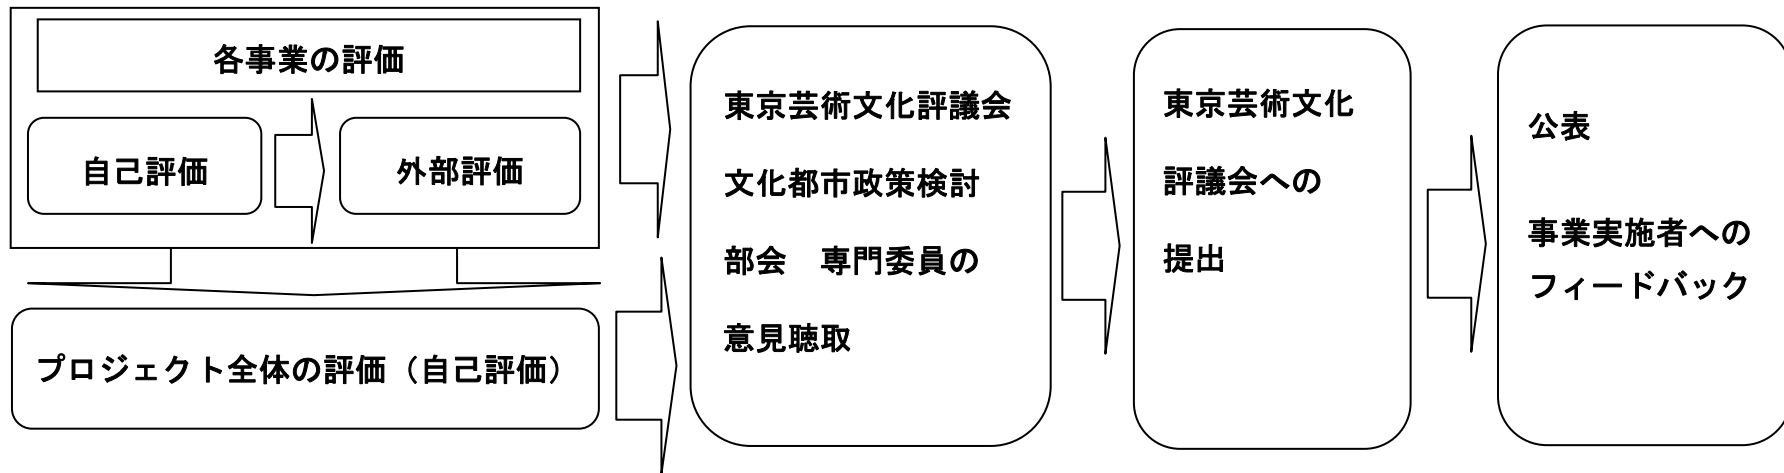 各事業の評価
自己評価
外部評価
プロジェクト全体の評価（自己評価）
東京芸術文化評議会
文化都市政策検討
部会　専門委員の
意見聴取
東京芸術文化
評議会への
提出
公表
事業実施者への
フィードバック